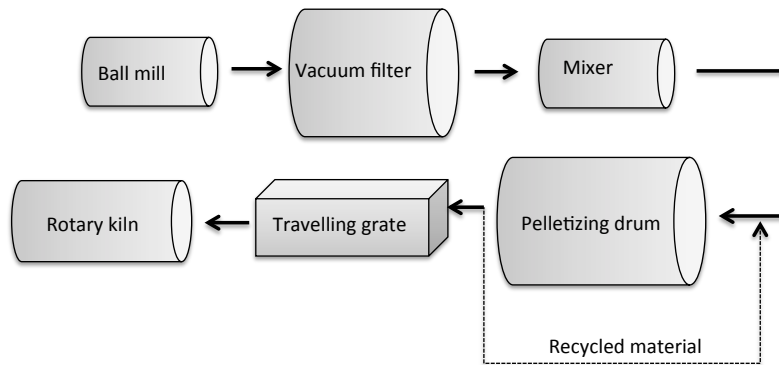 Ball mill
Vacuum filter
Mixer
Rotary kiln
Travelling grate
Pelletizing drum
Recycled material